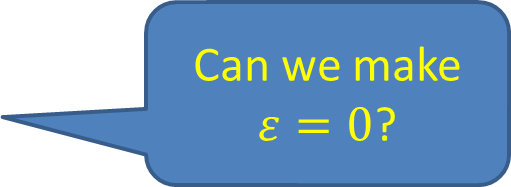 Can we make
𝜀 = 0?